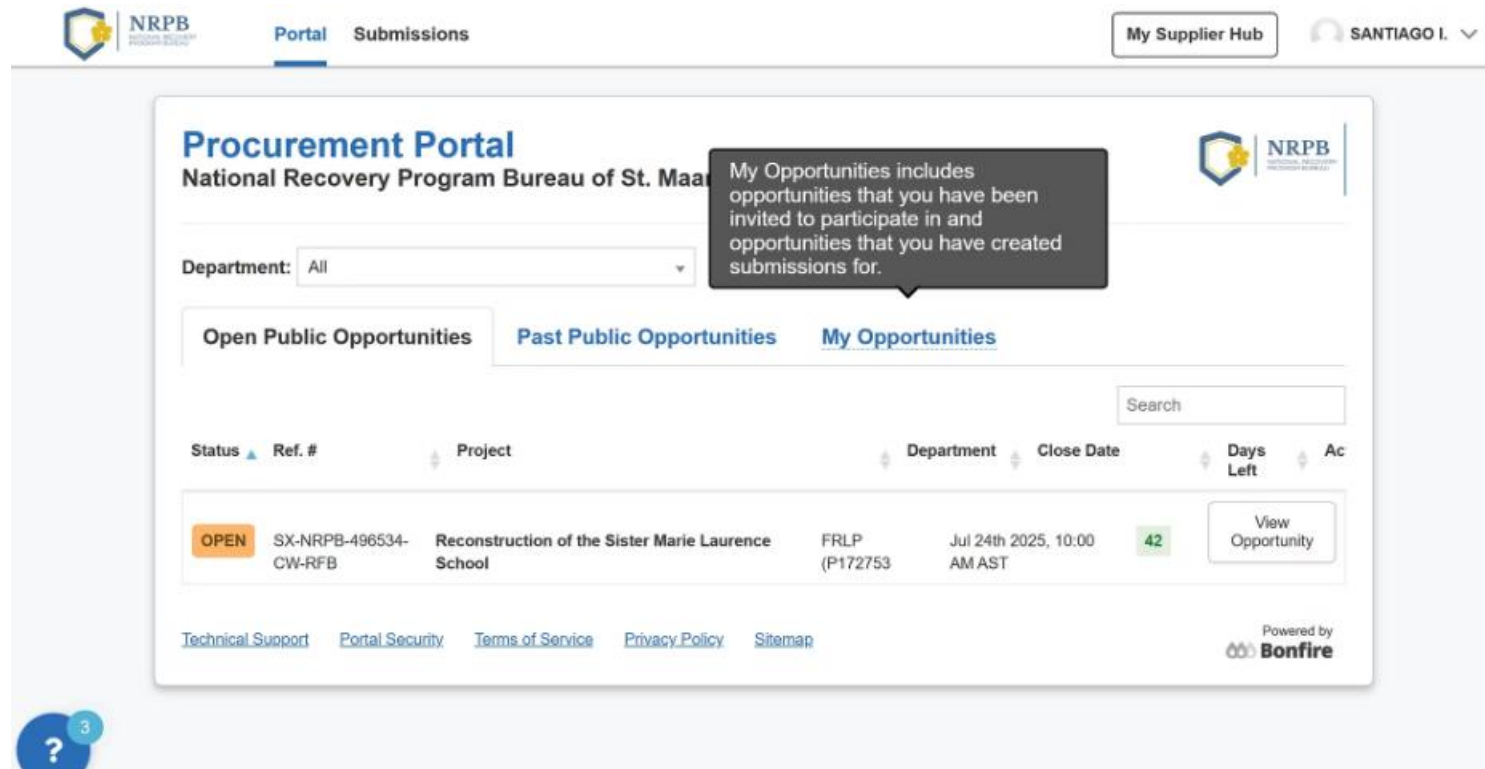 NRPB
Portal Submissions
My Supplier Hub
SANTIAGO I.
Procurement Portal
National Recovery Program Bureau of St.
NRPB
My Opportunities includes
opportunities that you have been
invited to participate in and
opportunities that you have created
submissions for.
Department: All
Open Public Opportunities Past Public Opportunities My Opportunities
Search
Status Ref. # Project Department Close Date Days Left
OPEN SX-NRPB-496534-CW-RFB Reconstruction of the Sister Marie Laurence School FRLP (P172753 Jul 24th 2025, 10:00 AM AST 42 View Opportunity
Technical Support Portal Security Terms of Service Privacy Policy Sitemap
Powered by
Bonfire
3
?